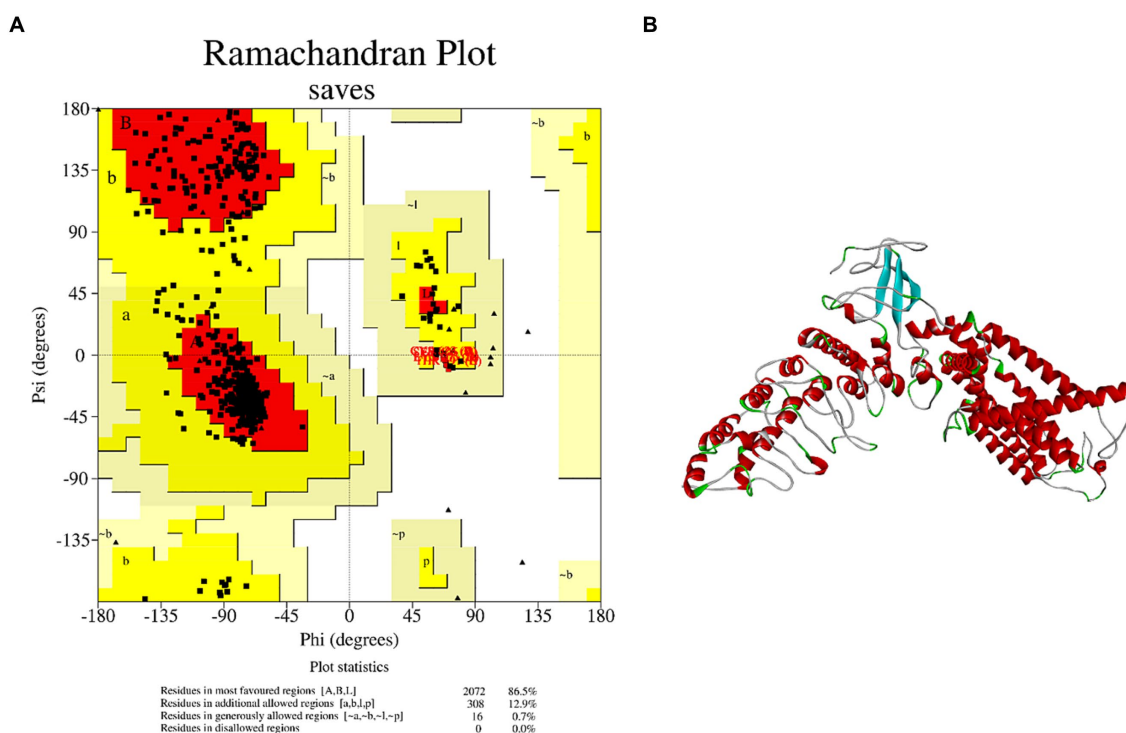 A
B
Ramachandran Plot
saves
180
135
90
45
0
-45
-90
-135
-180
-135
-90
-45
0
45
90
135
180
Psi (degrees)
Phi (degrees)
B
b
~b
~b
b
~l
l
L
a
A
~a
~b
b
~p
p
~b
Plot statistics
Residues in most favoured regions [A,B,L] 2072 86.5%
Residues in additional allowed regions [a,b,l,p] 308 12.9%
Residues in generously allowed regions [~a,~b,~l,~p] 16 0.7%
Residues in disallowed regions 0 0.0%